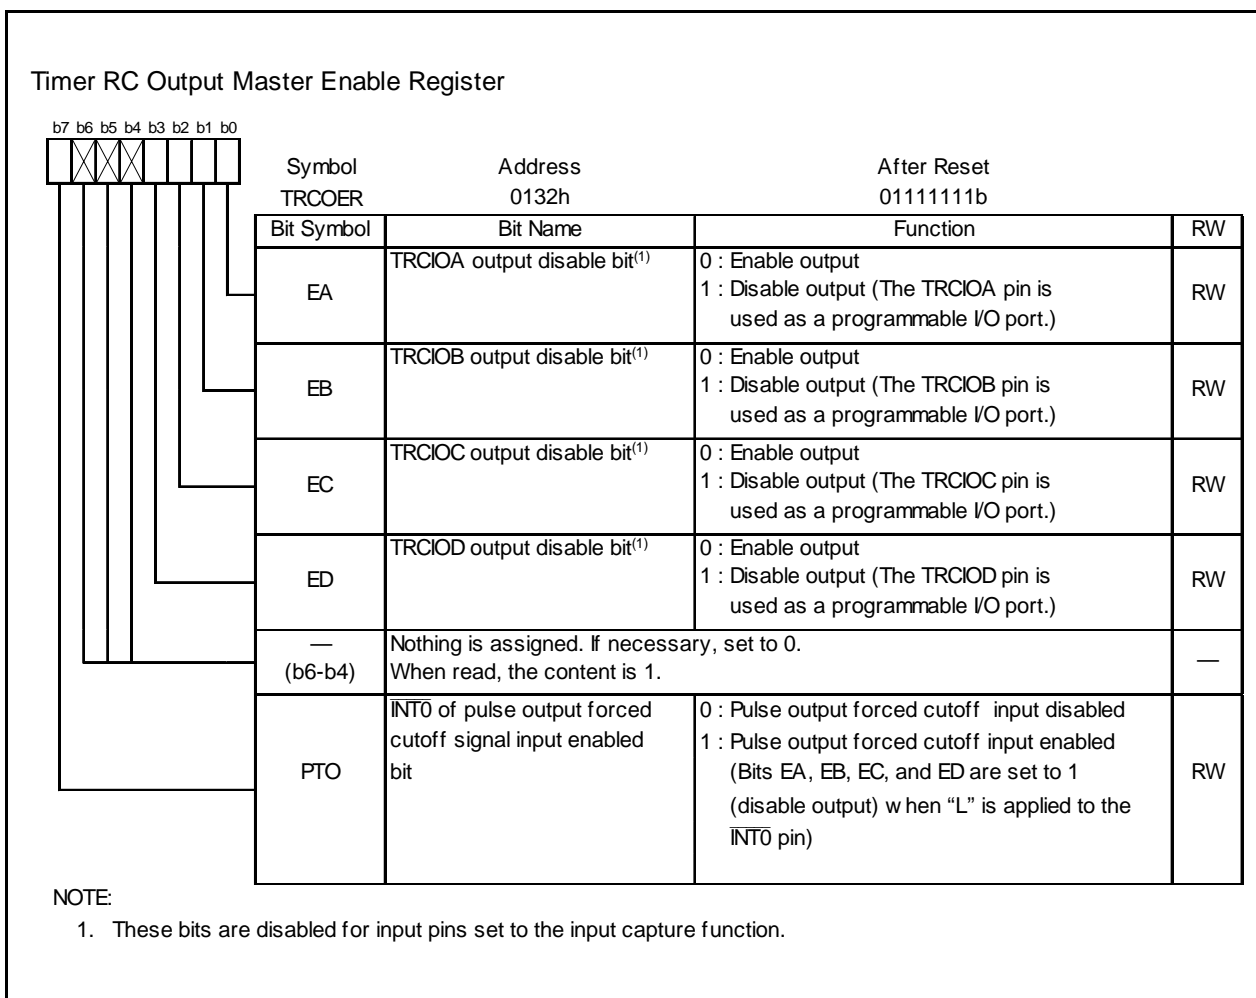 Timer RC Output Master Enable Register
b7 b6 b5 b4 b3 b2 b1 b0
Symbol Address After Reset
TRCOER 0132h 01111111b
Bit Symbol Bit Name Function RW
EA TRCIOA output disable bit(1) 0 : Enable output
1 : Disable output (The TRCIOA pin is
used as a programmable I/O port.) RW
EB TRCIOB output disable bit(1) 0 : Enable output
1 : Disable output (The TRCIOB pin is
used as a programmable I/O port.) RW
EC TRCIOC output disable bit(1) 0 : Enable output
1 : Disable output (The TRCIOC pin is
used as a programmable I/O port.) RW
ED TRCIOD output disable bit(1) 0 : Enable output
1 : Disable output (The TRCIOD pin is
used as a programmable I/O port.) RW
— (b6-b4) Nothing is assigned. If necessary, set to 0.
When read, the content is 1. —
PTO INT0 of pulse output forced
cutoff signal input enabled
bit
0 : Pulse output forced cutoff input disabled
1 : Pulse output forced cutoff input enabled
(Bits EA, EB, EC, and ED are set to 1
(disable output) when “L” is applied to the
INT0 pin) RW
NOTE:
1. These bits are disabled for input pins set to the input capture function.